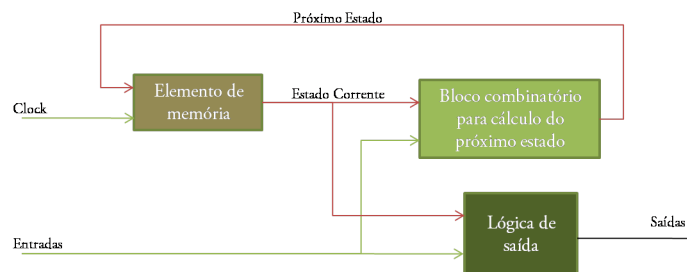 Próximo Estado
Elemento de
memória
Estado Corrente
Bloco combinatório
para cálculo do
próximo estado
Clock
Lógica de
saída
Saídas
Entradas